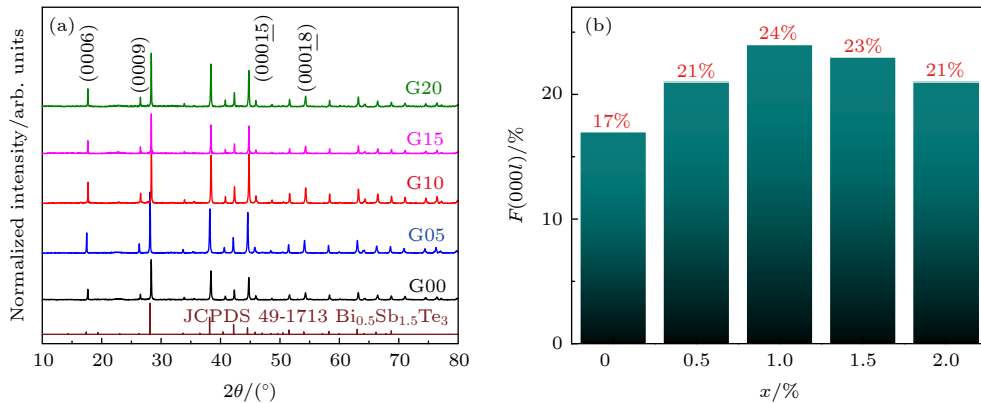 (a)
(0006)
(0009)
(00015)
(00018)
G20
G15
G10
G05
G00
JCPDS 49-1713 Bi0.5Sb1.5Te3
Normalized intensity/arb. units
10 20 30 40 50 60 70 80
2θ/(°)
(b)
17%
21%
24%
23%
21%
20
10
0
F(000l)/%
0 0.5 1.0 1.5 2.0
x/%